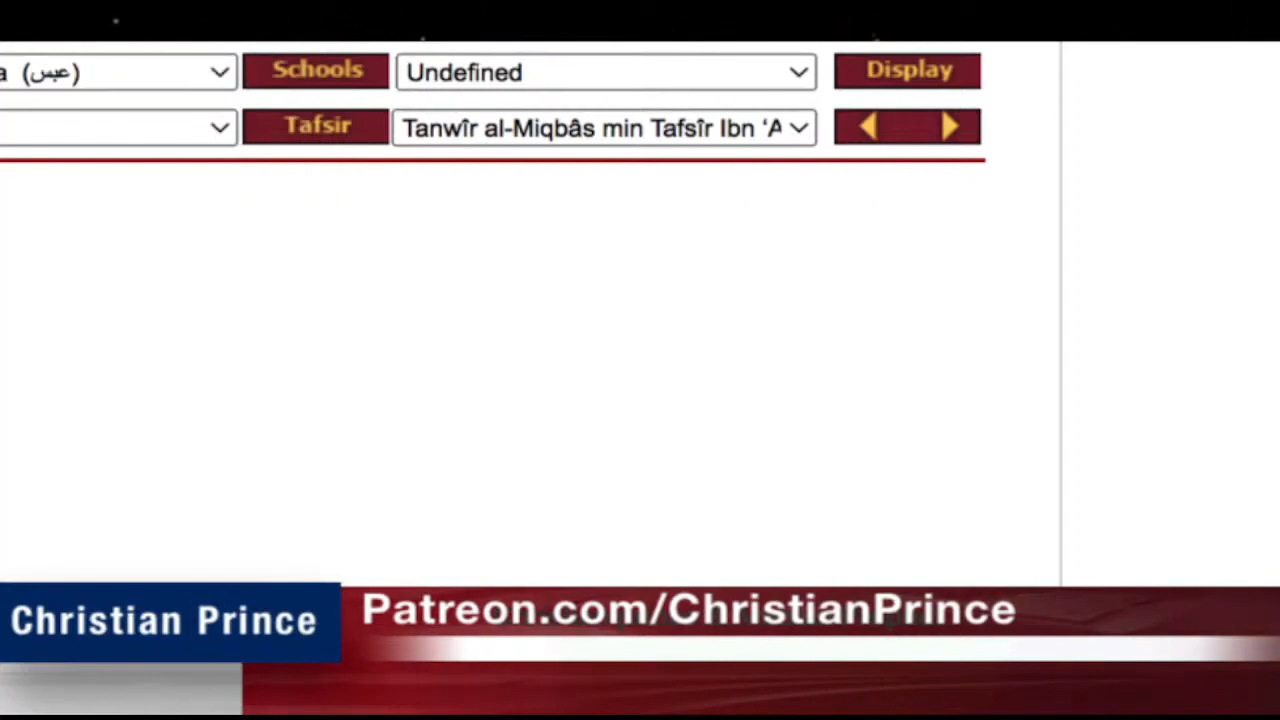 a (عبس)
Schools
Undefined
Display
Tafsir
Tanwîr al-Miqbâs min Tafsîr Ibn ‘A
Christian Prince
Patreon.com/ChristianPrince